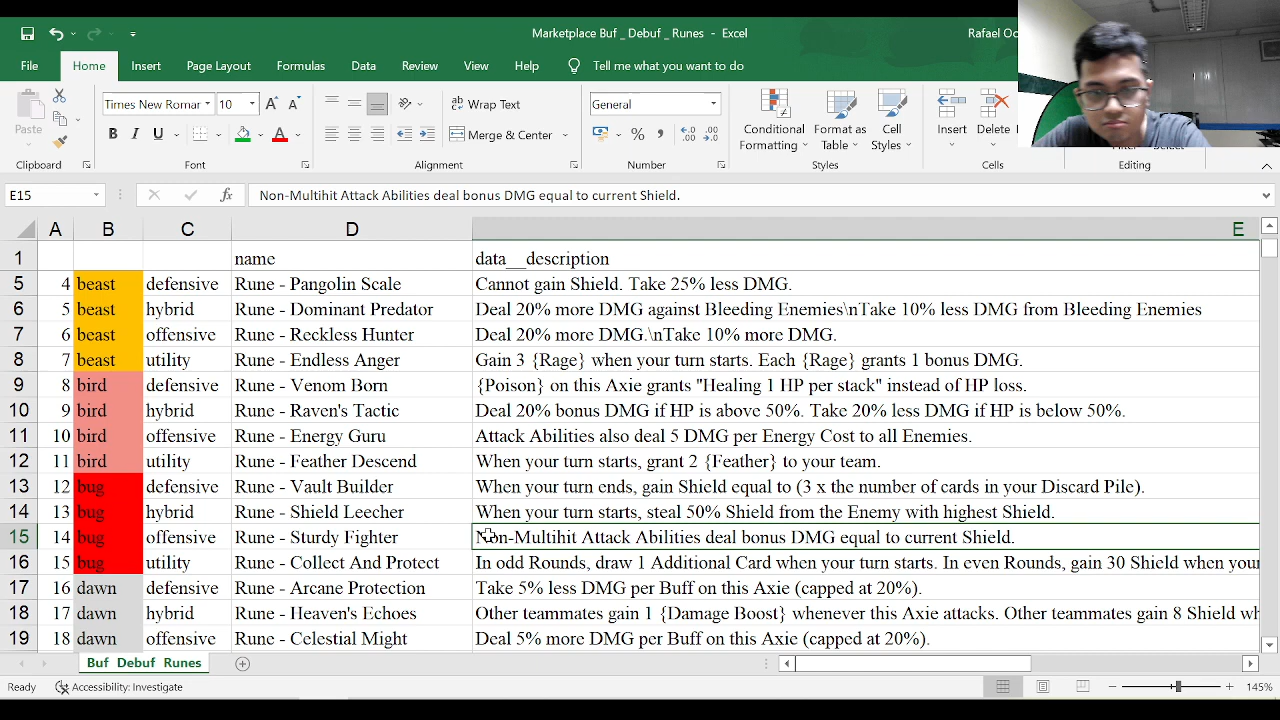 Marketplace Buf _ Debuf _ Runes - Excel
Rafael Oc
File Home Insert Page Layout Formulas Data Review View Help Tell me what you want to do
Paste
Times New Romar 10 A A
B I U A
Wrap Text
Merge & Center
General
% ,
Conditional Formatting
Format as Table
Cell Styles
Insert Delete
Clipboard Font Alignment Number Styles Cells Editing
E15 fx Non-Multihit Attack Abilities deal bonus DMG equal to current Shield.
A B C D E
1 name data__description
5 4 beast defensive Rune - Pangolin Scale Cannot gain Shield. Take 25% less DMG.
6 5 beast hybrid Rune - Dominant Predator Deal 20% more DMG against Bleeding Enemies\nTake 10% less DMG from Bleeding Enemies
7 6 beast offensive Rune - Reckless Hunter Deal 20% more DMG.\nTake 10% more DMG.
8 7 beast utility Rune - Endless Anger Gain 3 {Rage} when your turn starts. Each {Rage} grants 1 bonus DMG.
9 8 bird defensive Rune - Venom Born {Poison} on this Axie grants "Healing 1 HP per stack" instead of HP loss.
10 9 bird hybrid Rune - Raven's Tactic Deal 20% bonus DMG if HP is above 50%. Take 20% less DMG if HP is below 50%.
11 10 bird offensive Rune - Energy Guru Attack Abilities also deal 5 DMG per Energy Cost to all Enemies.
12 11 bird utility Rune - Feather Descend When your turn starts, grant 2 {Feather} to your team.
13 12 bug defensive Rune - Vault Builder When your turn ends, gain Shield equal to (3 x the number of cards in your Discard Pile).
14 13 bug hybrid Rune - Shield Leecher When your turn starts, steal 50% Shield from the Enemy with highest Shield.
15 14 bug offensive Rune - Sturdy Fighter Non-Multihit Attack Abilities deal bonus DMG equal to current Shield.
16 15 bug utility Rune - Collect And Protect In odd Rounds, draw 1 Additional Card when your turn starts. In even Rounds, gain 30 Shield when your
17 16 dawn defensive Rune - Arcane Protection Take 5% less DMG per Buff on this Axie (capped at 20%).
18 17 dawn hybrid Rune - Heaven's Echoes Other teammates gain 1 {Damage Boost} whenever this Axie attacks. Other teammates gain 8 Shield wh
19 18 dawn offensive Rune - Celestial Might Deal 5% more DMG per Buff on this Axie (capped at 20%).
Buf_Debuf_Runes
Ready Accessibility: Investigate 145%